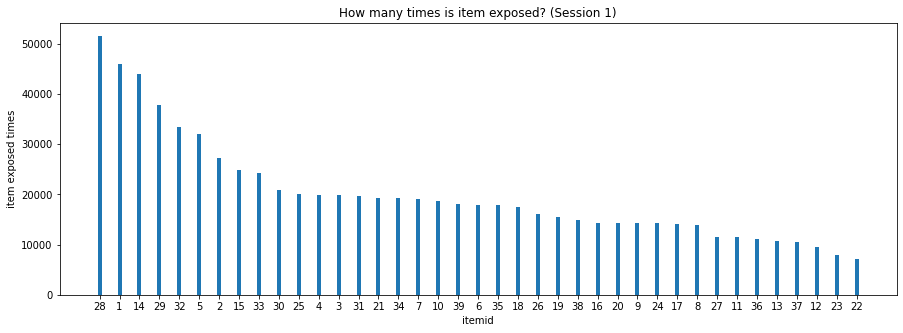 How many times is item exposed? (Session 1)
item exposed times
50000
40000
30000
20000
10000
0
28 1 14 29 32 5 2 15 33 30 25 4 3 31 21 34 7 10 39 6 35 18 26 19 38 16 20 9 24 17 8 27 11 36 13 37 12 23 22
itemid